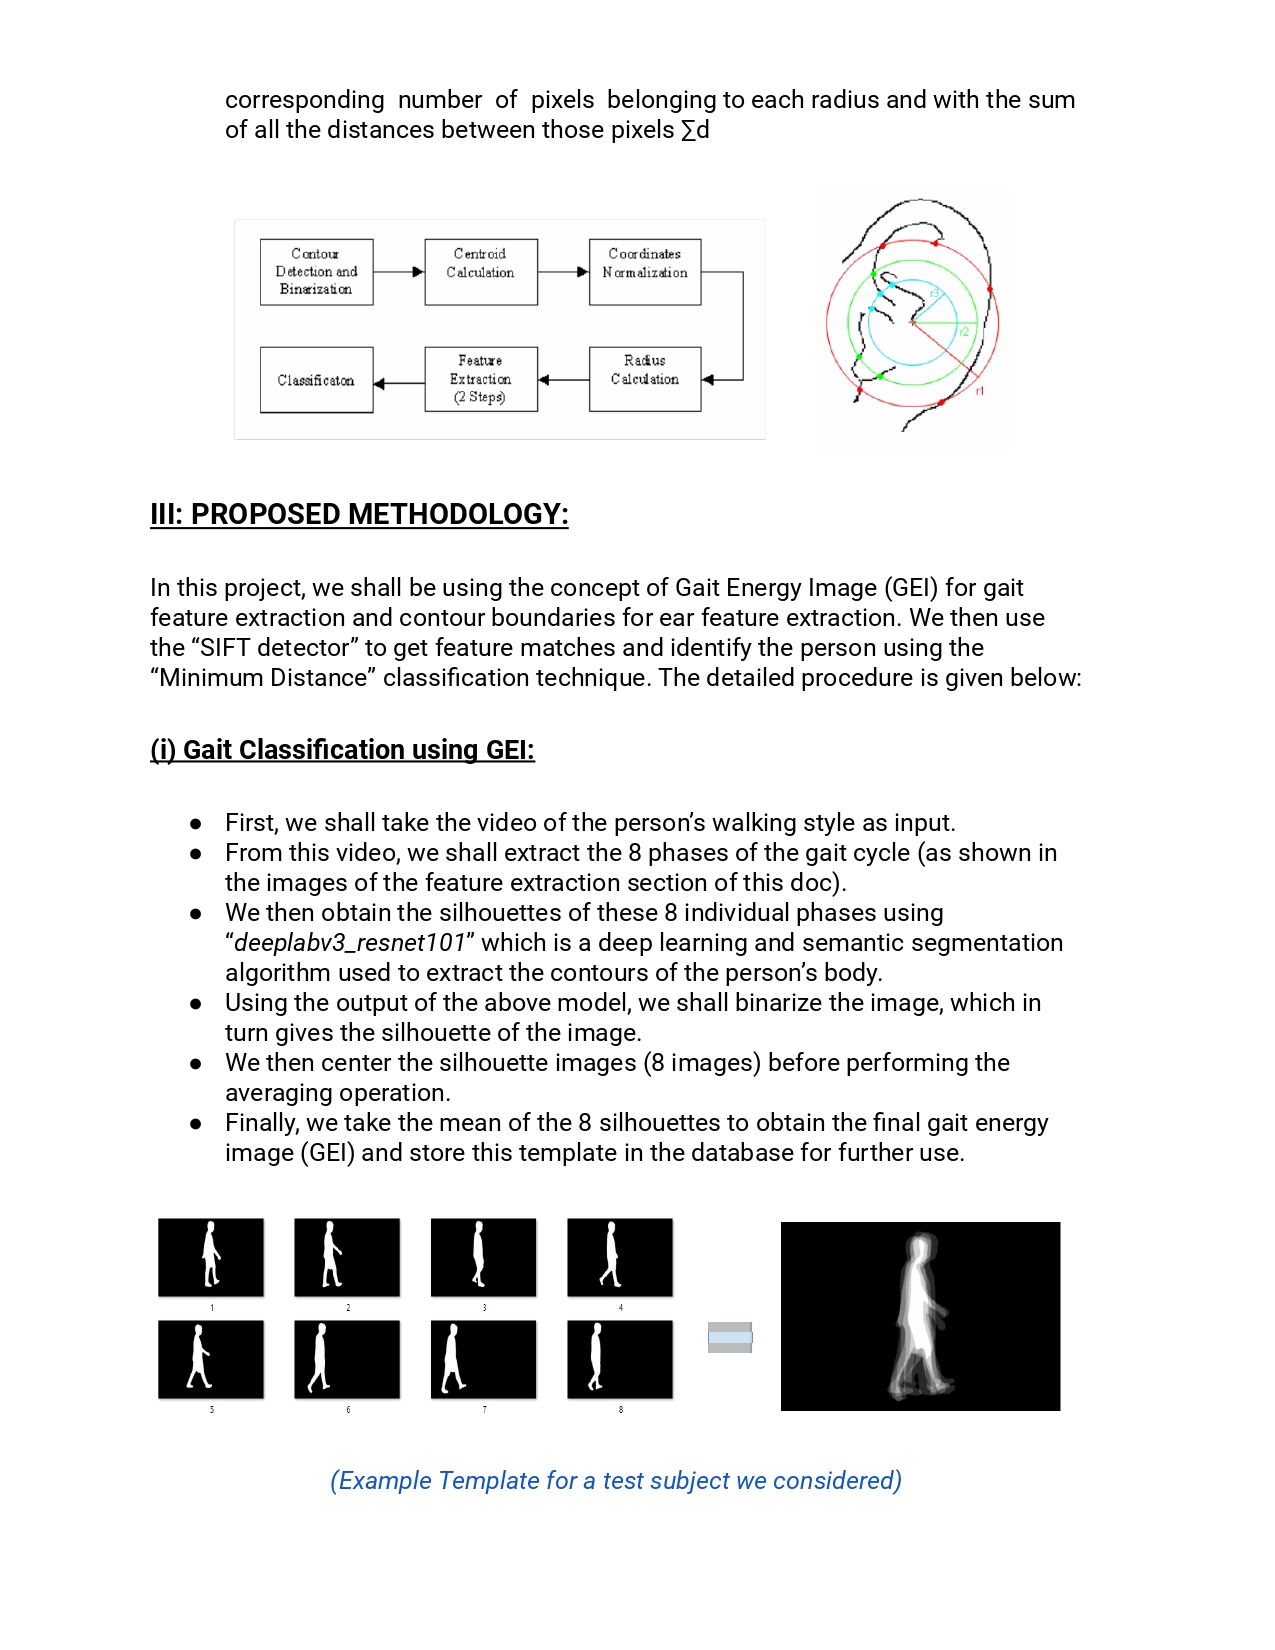 corresponding number of pixels belonging to each radius and with the sum
of all the distances between those pixels ∑d
Contour
Detection and
Binarization
Centroid
Calculation
Coordinates
Normalization
Classificaton
Feature
Extraction
(2 Steps)
Radius
Calculation
r3
r2
r1
III: PROPOSED METHODOLOGY:
In this project, we shall be using the concept of Gait Energy Image (GEI) for gait
feature extraction and contour boundaries for ear feature extraction. We then use
the “SIFT detector” to get feature matches and identify the person using the
“Minimum Distance” classification technique. The detailed procedure is given below:
(i) Gait Classification using GEI:
● First, we shall take the video of the person’s walking style as input.
● From this video, we shall extract the 8 phases of the gait cycle (as shown in
the images of the feature extraction section of this doc).
● We then obtain the silhouettes of these 8 individual phases using
“deeplabv3_resnet101” which is a deep learning and semantic segmentation
algorithm used to extract the contours of the person’s body.
● Using the output of the above model, we shall binarize the image, which in
turn gives the silhouette of the image.
● We then center the silhouette images (8 images) before performing the
averaging operation.
● Finally, we take the mean of the 8 silhouettes to obtain the final gait energy
image (GEI) and store this template in the database for further use.
1 2 3 4
5 6 7 8
(Example Template for a test subject we considered)